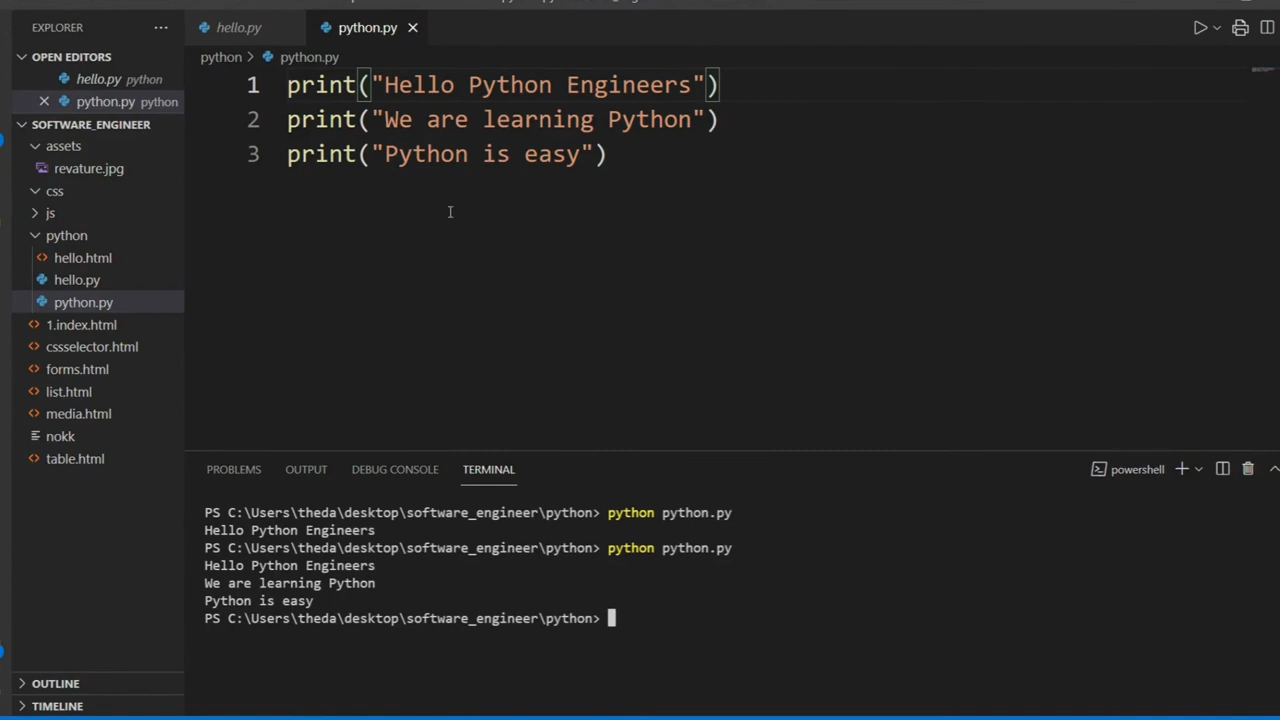 EXPLORER ···
OPEN EDITORS
hello.py python
python.py python
SOFTWARE_ENGINEER
assets
revature.jpg
css
js
python
hello.html
hello.py
python.py
1.index.html
cssselector.html
forms.html
list.html
media.html
nokk
table.html
OUTLINE
TIMELINE
hello.py
python.py
python > python.py
1 print("Hello Python Engineers")
2 print("We are learning Python")
3 print("Python is easy")
PROBLEMS OUTPUT DEBUG CONSOLE TERMINAL
powershell
PS C:\Users\theda\desktop\software_engineer\python> python python.py
Hello Python Engineers
PS C:\Users\theda\desktop\software_engineer\python> python python.py
Hello Python Engineers
We are learning Python
Python is easy
PS C:\Users\theda\desktop\software_engineer\python>